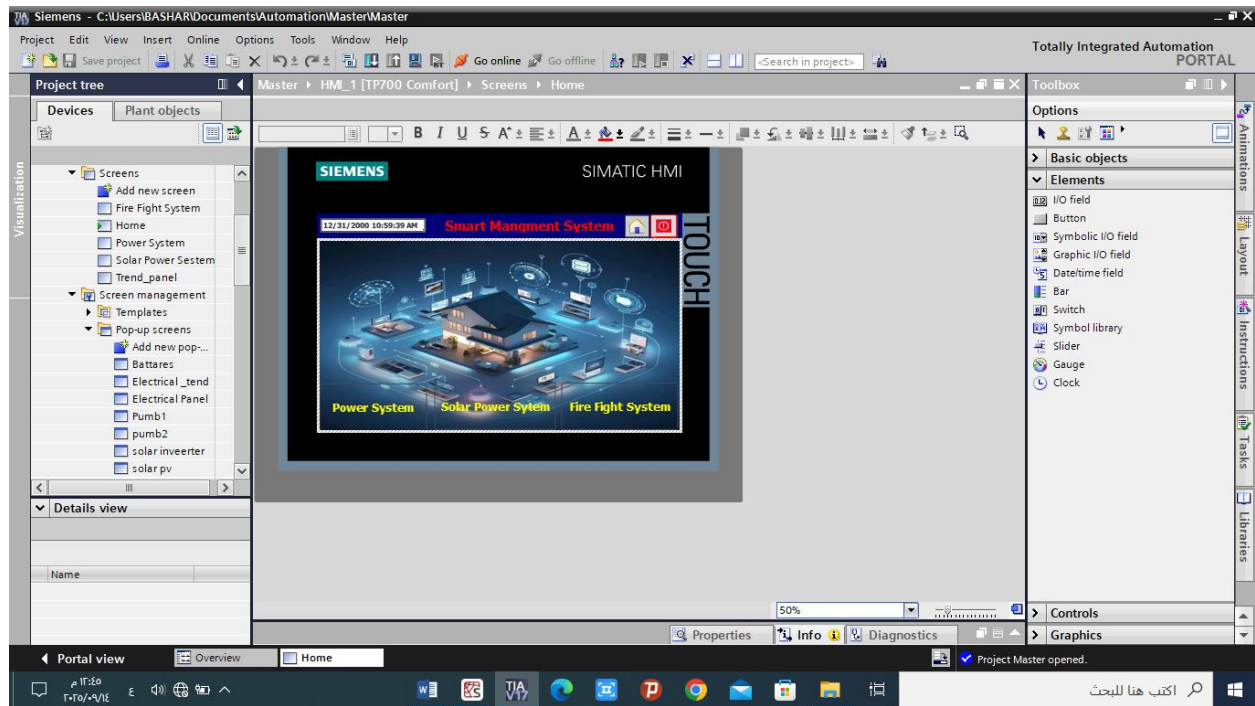 Siemens - C:\Users\BASHAR\Documents\Automation\Master\Master
Project Edit View Insert Online Options Tools Window Help
Totally Integrated Automation
PORTAL
Save project
Go online
Go offline
<Search in project>
Project tree
Master › HMI_1 [TP700 Comfort] › Screens › Home
Toolbox
Devices
Plant objects
Options
B I U S A
Visualization
Screens
Add new screen
Fire Fight System
Home
Power System
Solar Power Sestem
Trend_panel
Screen management
Templates
Pop-up screens
Add new pop-...
Battares
Electrical _tend
Electrical Panel
Pumb1
pumb2
solar inveerter
solar pv
Details view
Name
SIEMENS
SIMATIC HMI
TOUCH
12/31/2000 10:59:39 AM
Smart Mangment System
Power System
Solar Power Sytem
Fire Fight System
Basic objects
Elements
I/O field
Button
Symbolic I/O field
Graphic I/O field
Date/time field
Bar
Switch
Symbol library
Slider
Gauge
Clock
Controls
Graphics
Animations
Layout
Instructions
Tasks
Libraries
50%
Properties
Info
Diagnostics
Portal view
Overview
Home
Project Master opened.
١٢:٤٥ م
٢٠٢٥/٠٩/١٤
ع
اكتب هنا للبحث